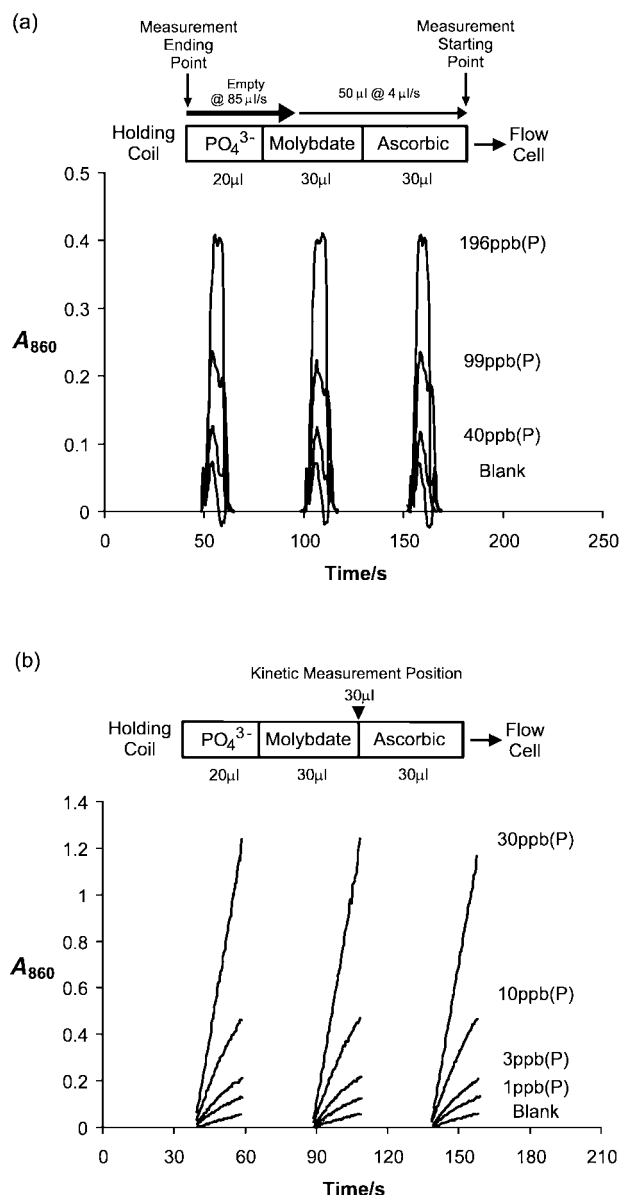 (a)
Measurement Ending Point
Measurement Starting Point
Empty @ 85 µl/s
50 µl @ 4 µl/s
Holding Coil
PO₄³⁻
Molybdate
Ascorbic
Flow Cell
20µl
30µl
30µl
0.5
0.4
0.3
0.2
0.1
0
A₈₆₀
196ppb(P)
99ppb(P)
40ppb(P)
Blank
0
50
100
150
200
250
Time/s
(b)
Kinetic Measurement Position
30µl
Holding Coil
PO₄³⁻
Molybdate
Ascorbic
Flow Cell
20µl
30µl
30µl
1.4
1.2
1
0.8
0.6
0.4
0.2
0
A₈₆₀
30ppb(P)
10ppb(P)
3ppb(P)
1ppb(P)
Blank
0
30
60
90
120
150
180
210
Time/s